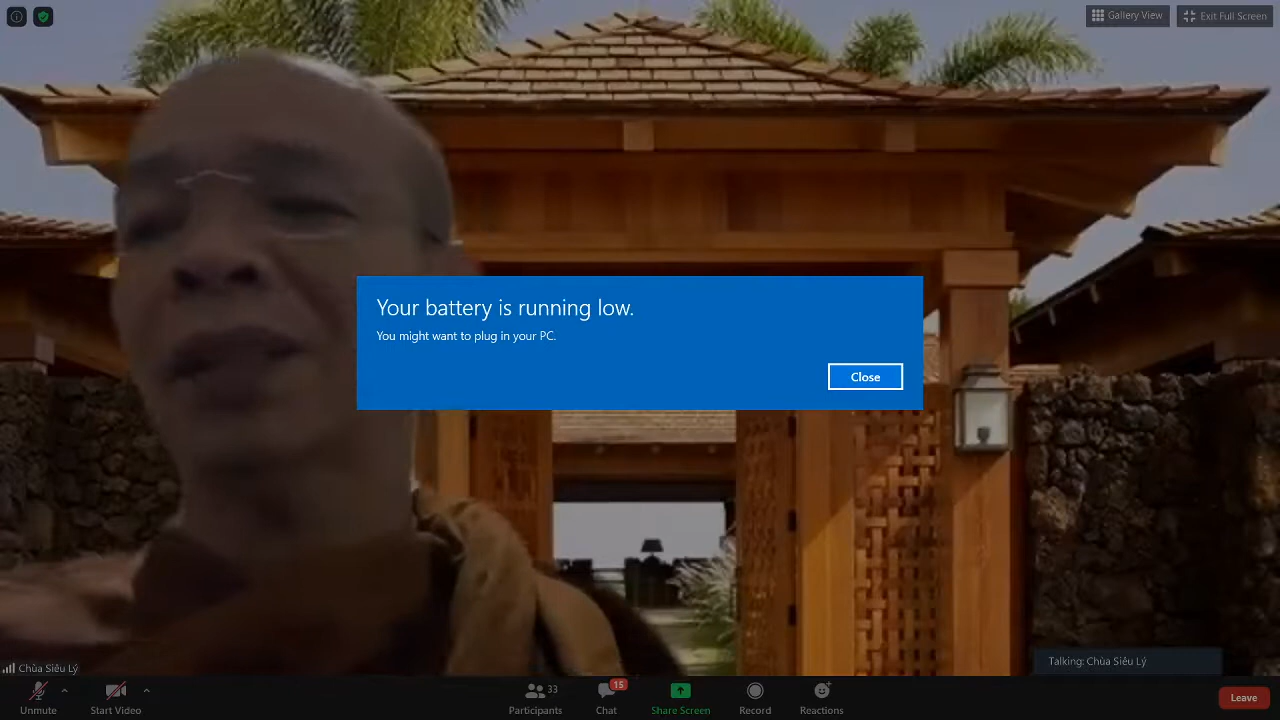 Gallery View
Exit Full Screen
Your battery is running low.
You might want to plug in your PC.
Close
Chùa Siêu Lý
Talking: Chùa Siêu Lý
Unmute
Start Video
33
Participants
15
Chat
Share Screen
Record
Reactions
Leave